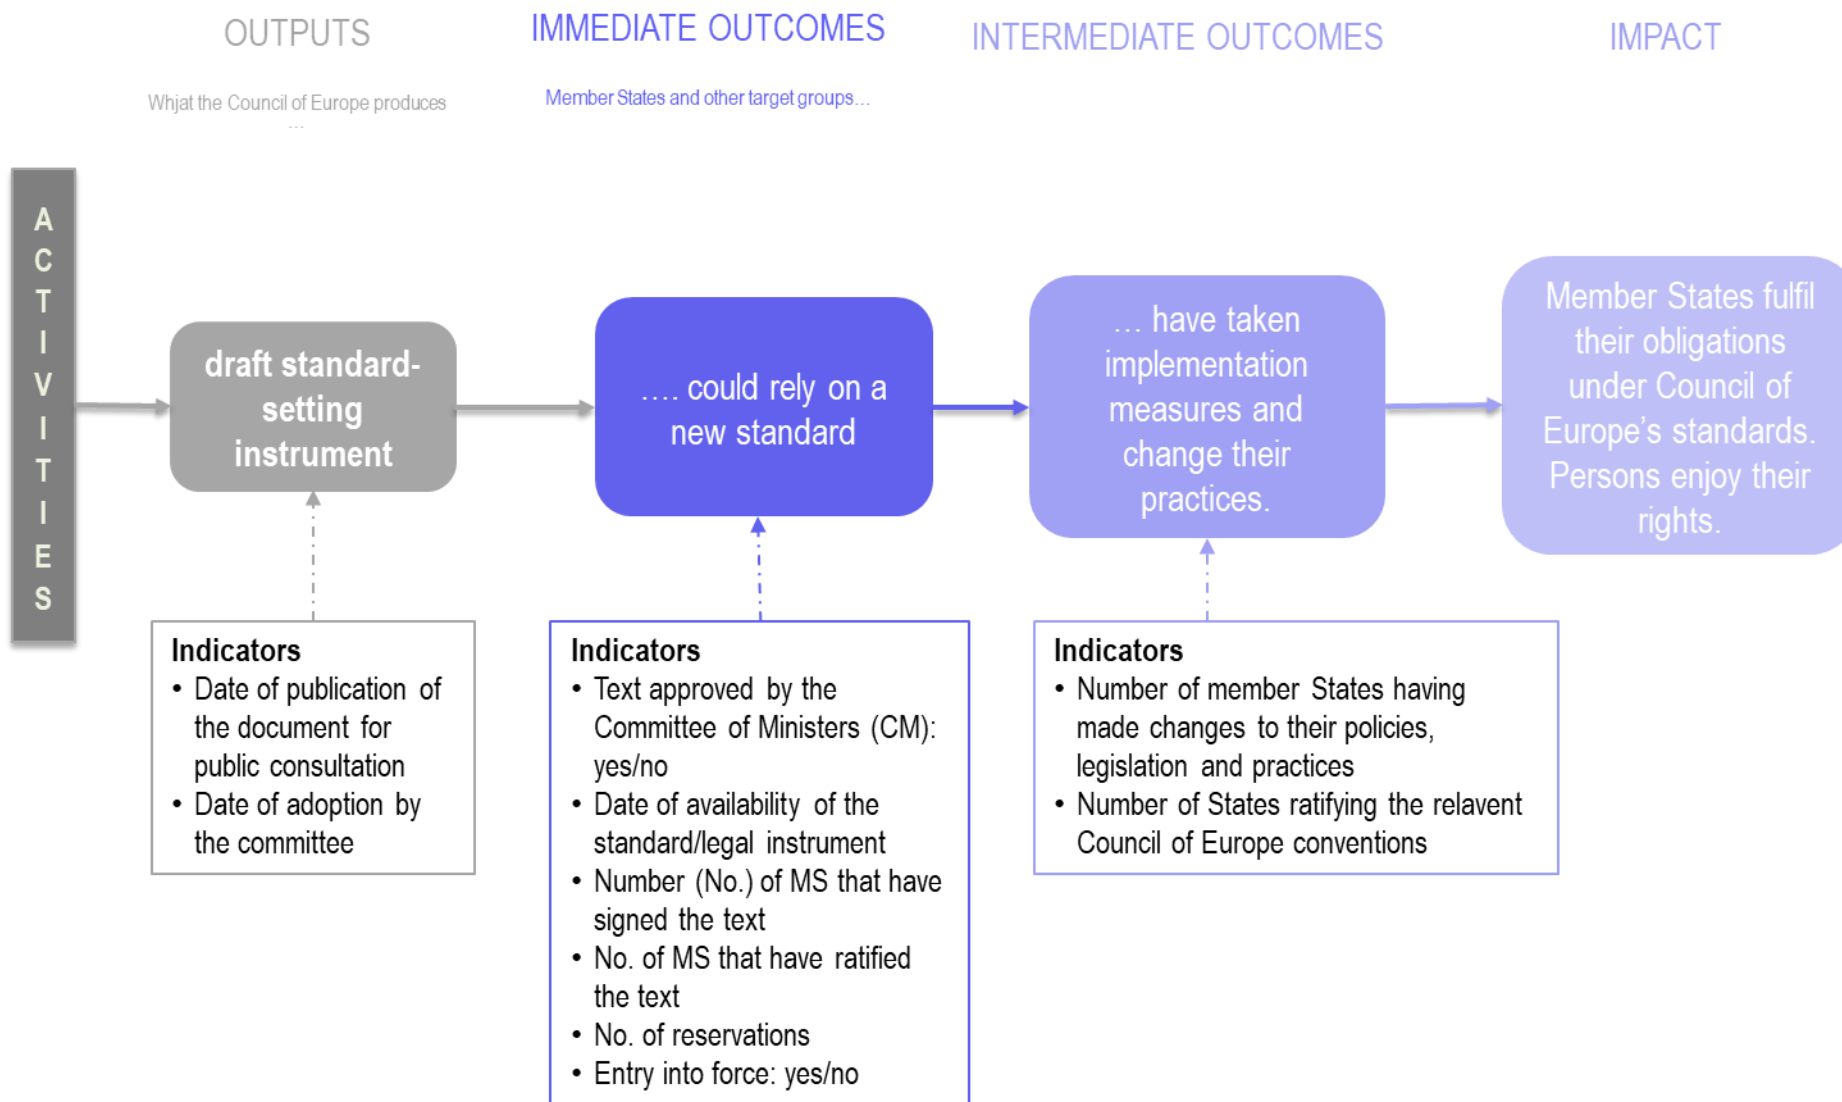 OUTPUTS
IMMEDIATE OUTCOMES
INTERMEDIATE OUTCOMES
IMPACT
Whjat the Council of Europe produces
…
Member States and other target groups…
A
C
T
I
V
I
T
I
E
S
draft standard-
setting
instrument
…. could rely on a
new standard
… have taken
implementation
measures and
change their
practices.
Member States fulfil
their obligations
under Council of
Europe’s standards.
Persons enjoy their
rights.
Indicators
• Date of publication of
the document for
public consultation
• Date of adoption by
the committee
Indicators
• Text approved by the
Committee of Ministers (CM):
yes/no
• Date of availability of the
standard/legal instrument
• Number (No.) of MS that have
signed the text
• No. of MS that have ratified
the text
• No. of reservations
• Entry into force: yes/no
Indicators
• Number of member States having
made changes to their policies,
legislation and practices
• Number of States ratifying the relavent
Council of Europe conventions